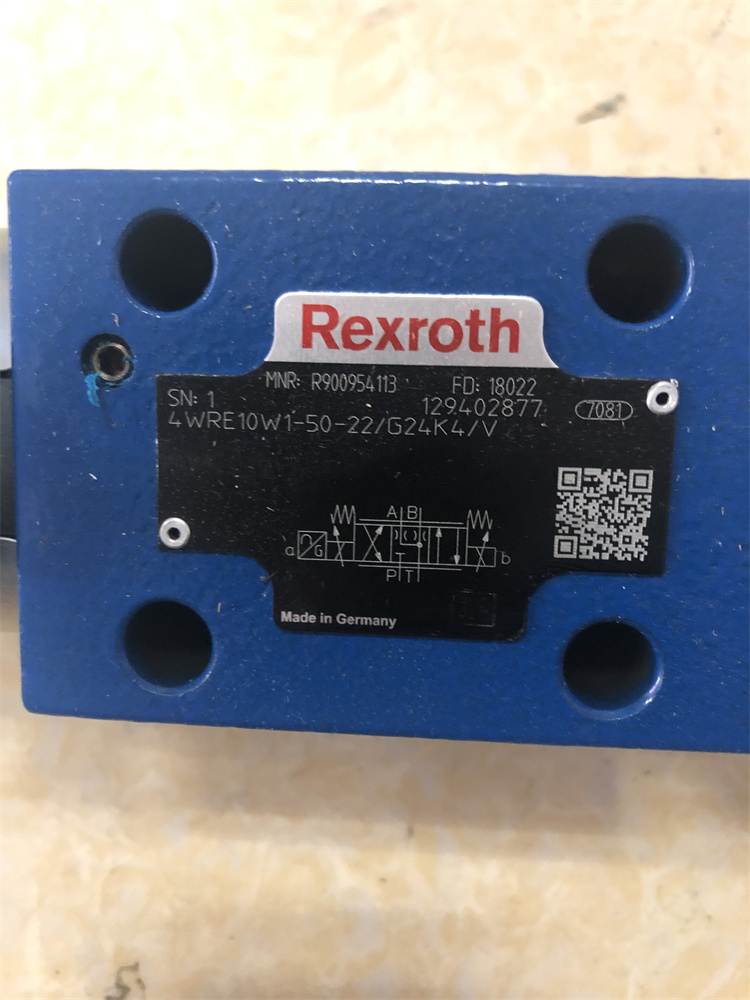 Rexroth
MNR: R900954113 FD: 18022
SN: 1 129402877 7081
4WRE10W1-50-22/G24K4/V
A B
a G b
P T
Made in Germany